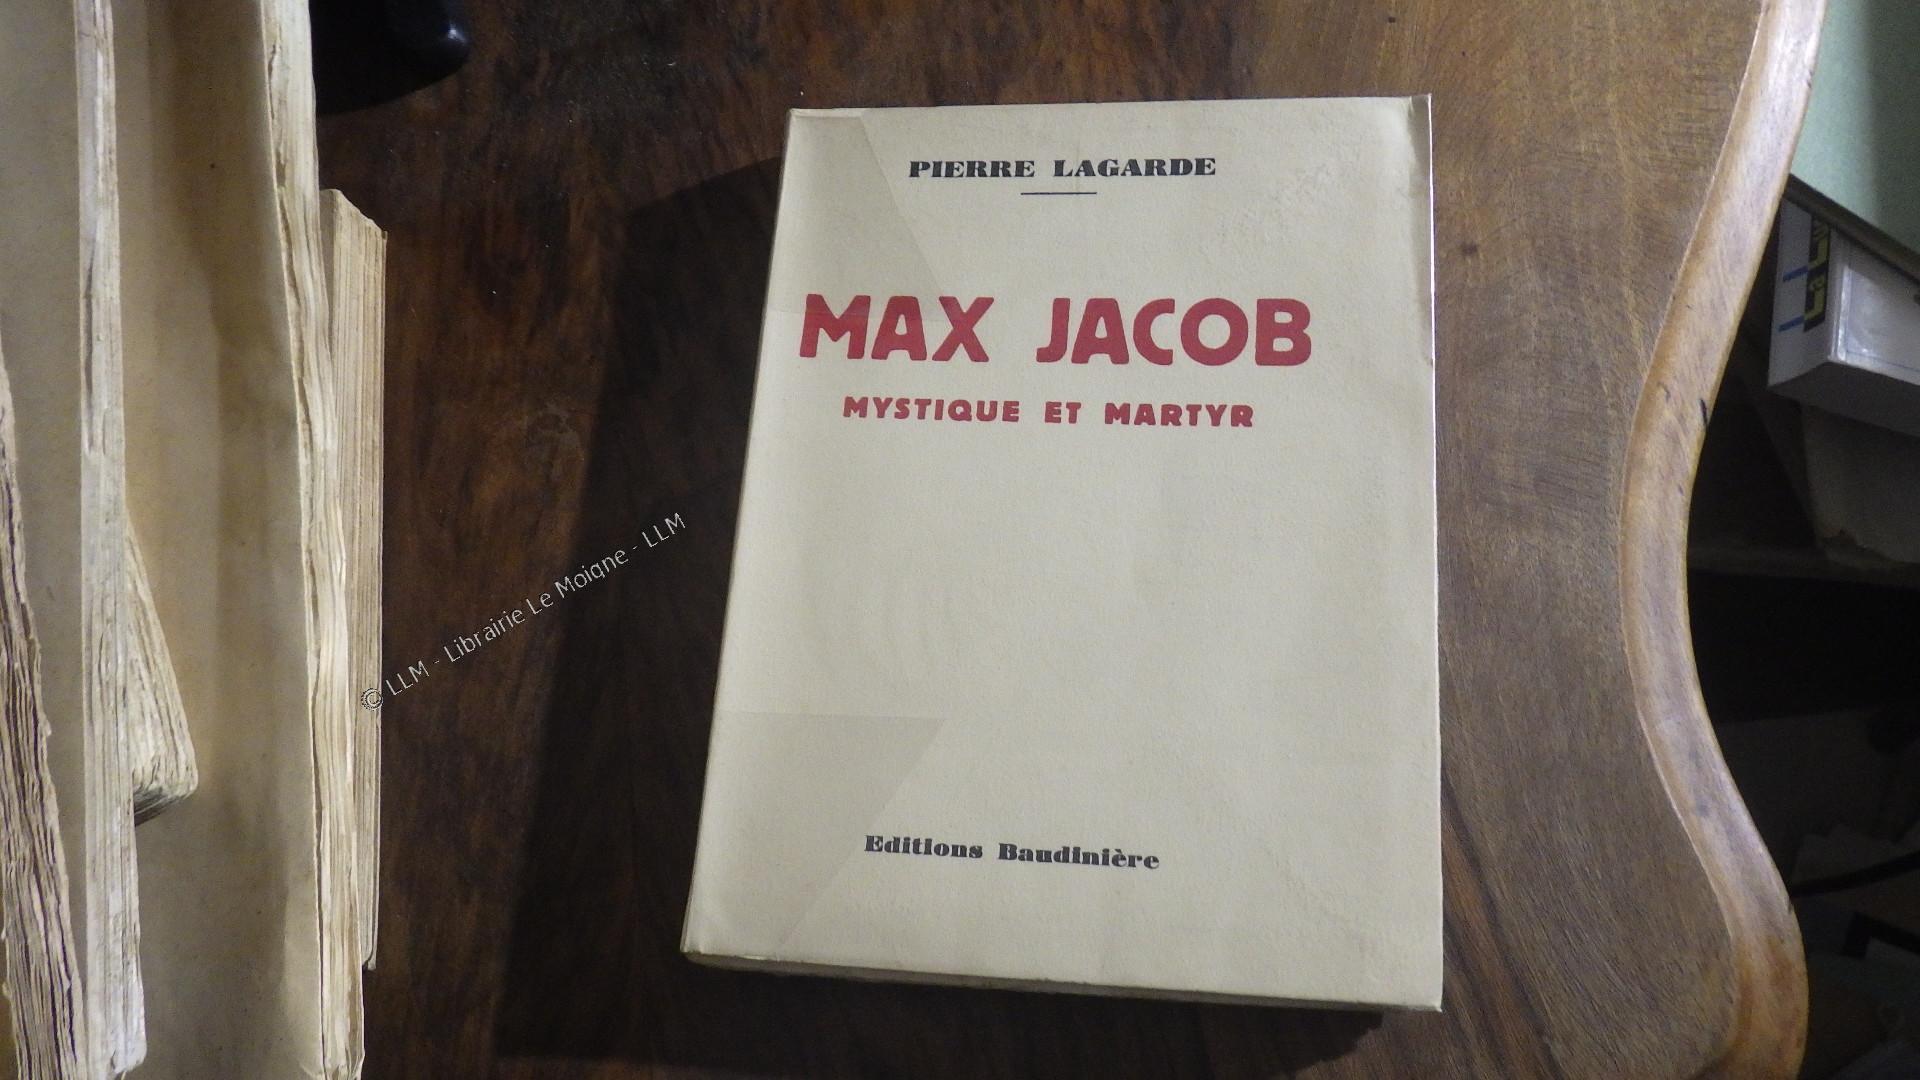 PIERRE LAGARDE
MAX JACOB
MYSTIQUE ET MARTYR
Editions Baudinière
© LLM - Librairie Le Moigne - LLM